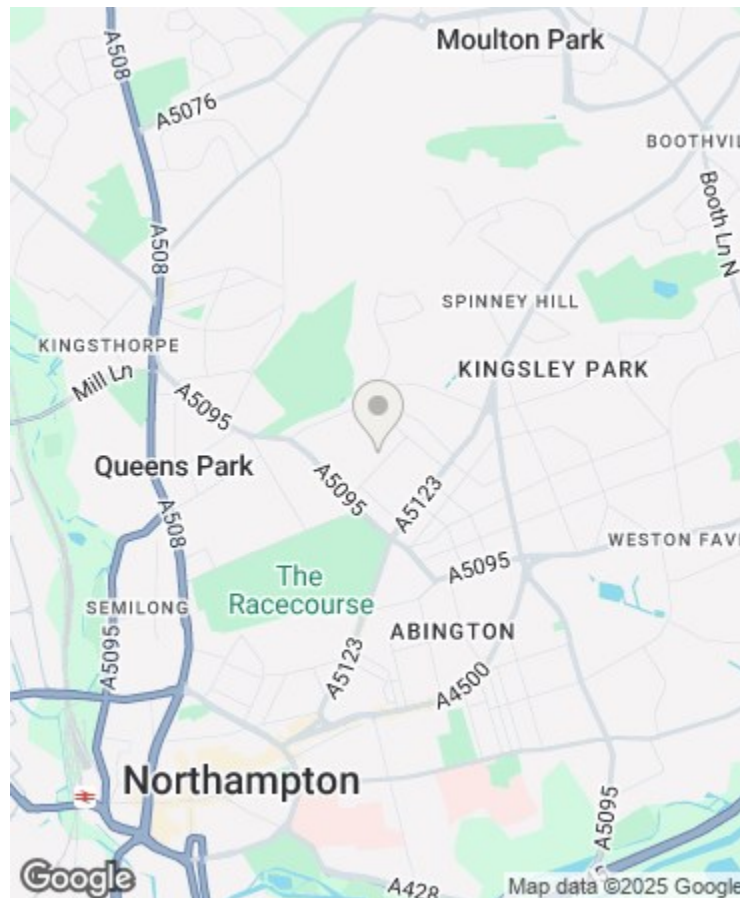 A508
Moulton Park
A5076
BOOTHVIL
Booth Ln N
A508
SPINNEY HILL
KINGSTHORPE
Mill Ln
KINGSLEY PARK
A5095
Queens Park
A5095
A5123
A508
WESTON FAV
A5095
The
Racecourse
SEMILONG
A5095
ABINGTON
A5123
A4500
Northampton
A5095
Google
A428
Map data ©2025 Google